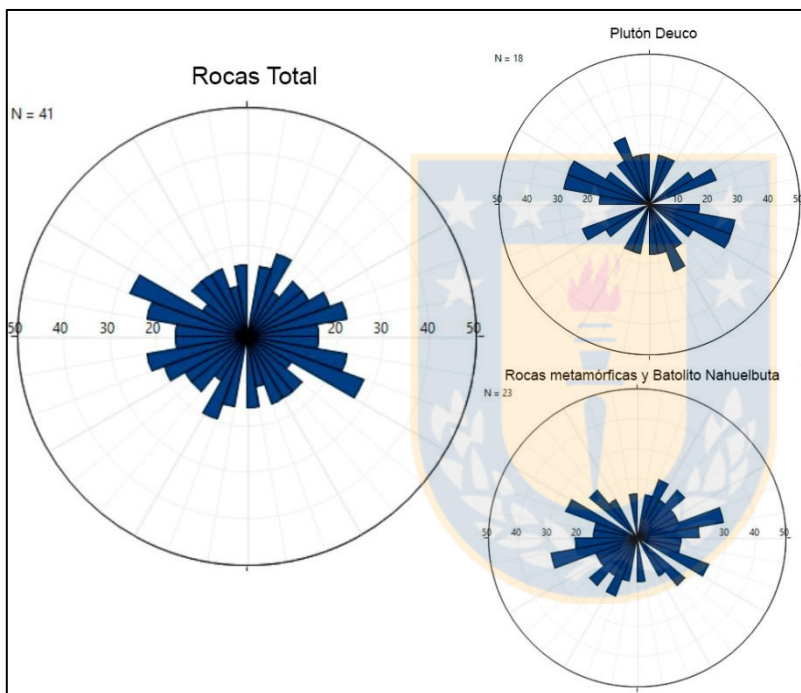 Rocas Total
N = 41
50 40 30 20 20 30 40 50
Plutón Deuco
N = 18
50 40 30 20 20 30 40 50
Rocas metamórficas y Batolito Nahuelbuta
N = 23
50 40 30 20 20 30 40 50